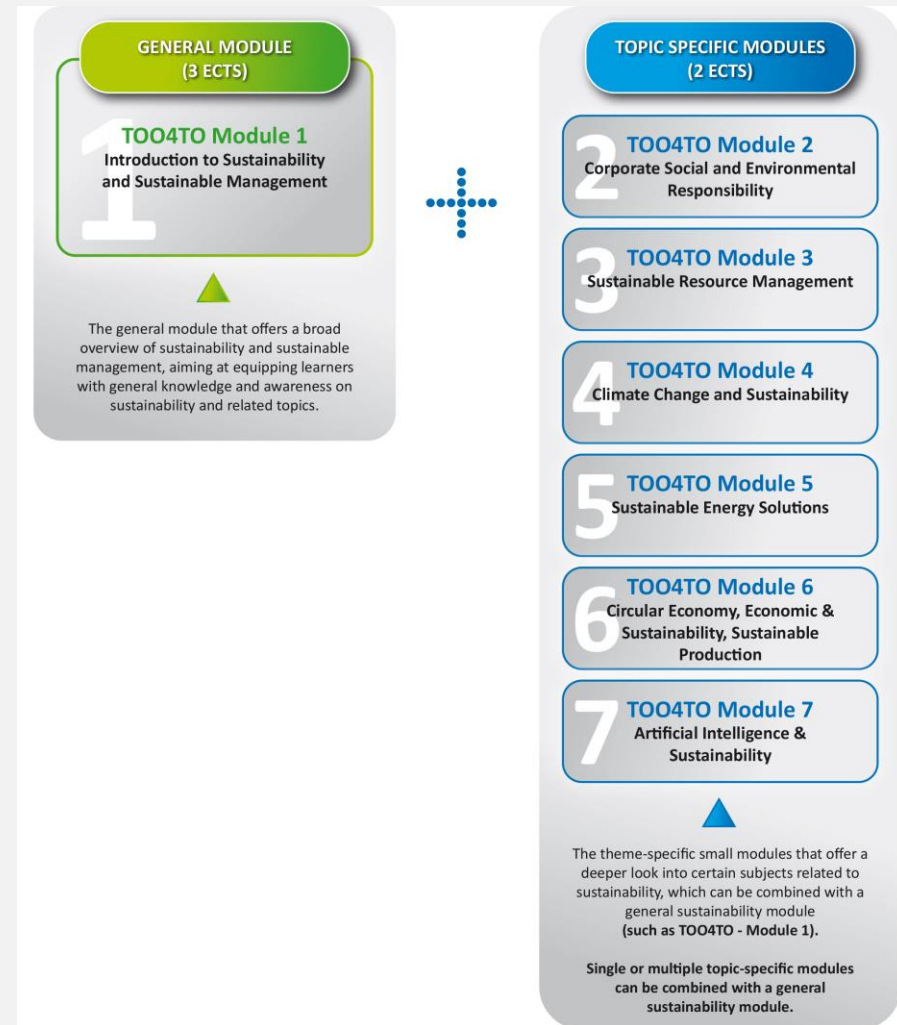 GENERAL MODULE
(3 ECTS)
1
TOO4TO Module 1
Introduction to Sustainability
and Sustainable Management
The general module that offers a broad
overview of sustainability and sustainable
management, aiming at equipping learners
with general knowledge and awareness on
sustainability and related topics.
TOPIC SPECIFIC MODULES
(2 ECTS)
2
TOO4TO Module 2
Corporate Social and Environmental
Responsibility
3
TOO4TO Module 3
Sustainable Resource Management
4
TOO4TO Module 4
Climate Change and Sustainability
5
TOO4TO Module 5
Sustainable Energy Solutions
6
TOO4TO Module 6
Circular Economy, Economic &
Sustainability, Sustainable
Production
7
TOO4TO Module 7
Artificial Intelligence &
Sustainability
The theme-specific small modules that offer a
deeper look into certain subjects related to
sustainability, which can be combined with a
general sustainability module
(such as TOO4TO - Module 1).
Single or multiple topic-specific modules
can be combined with a general
sustainability module.